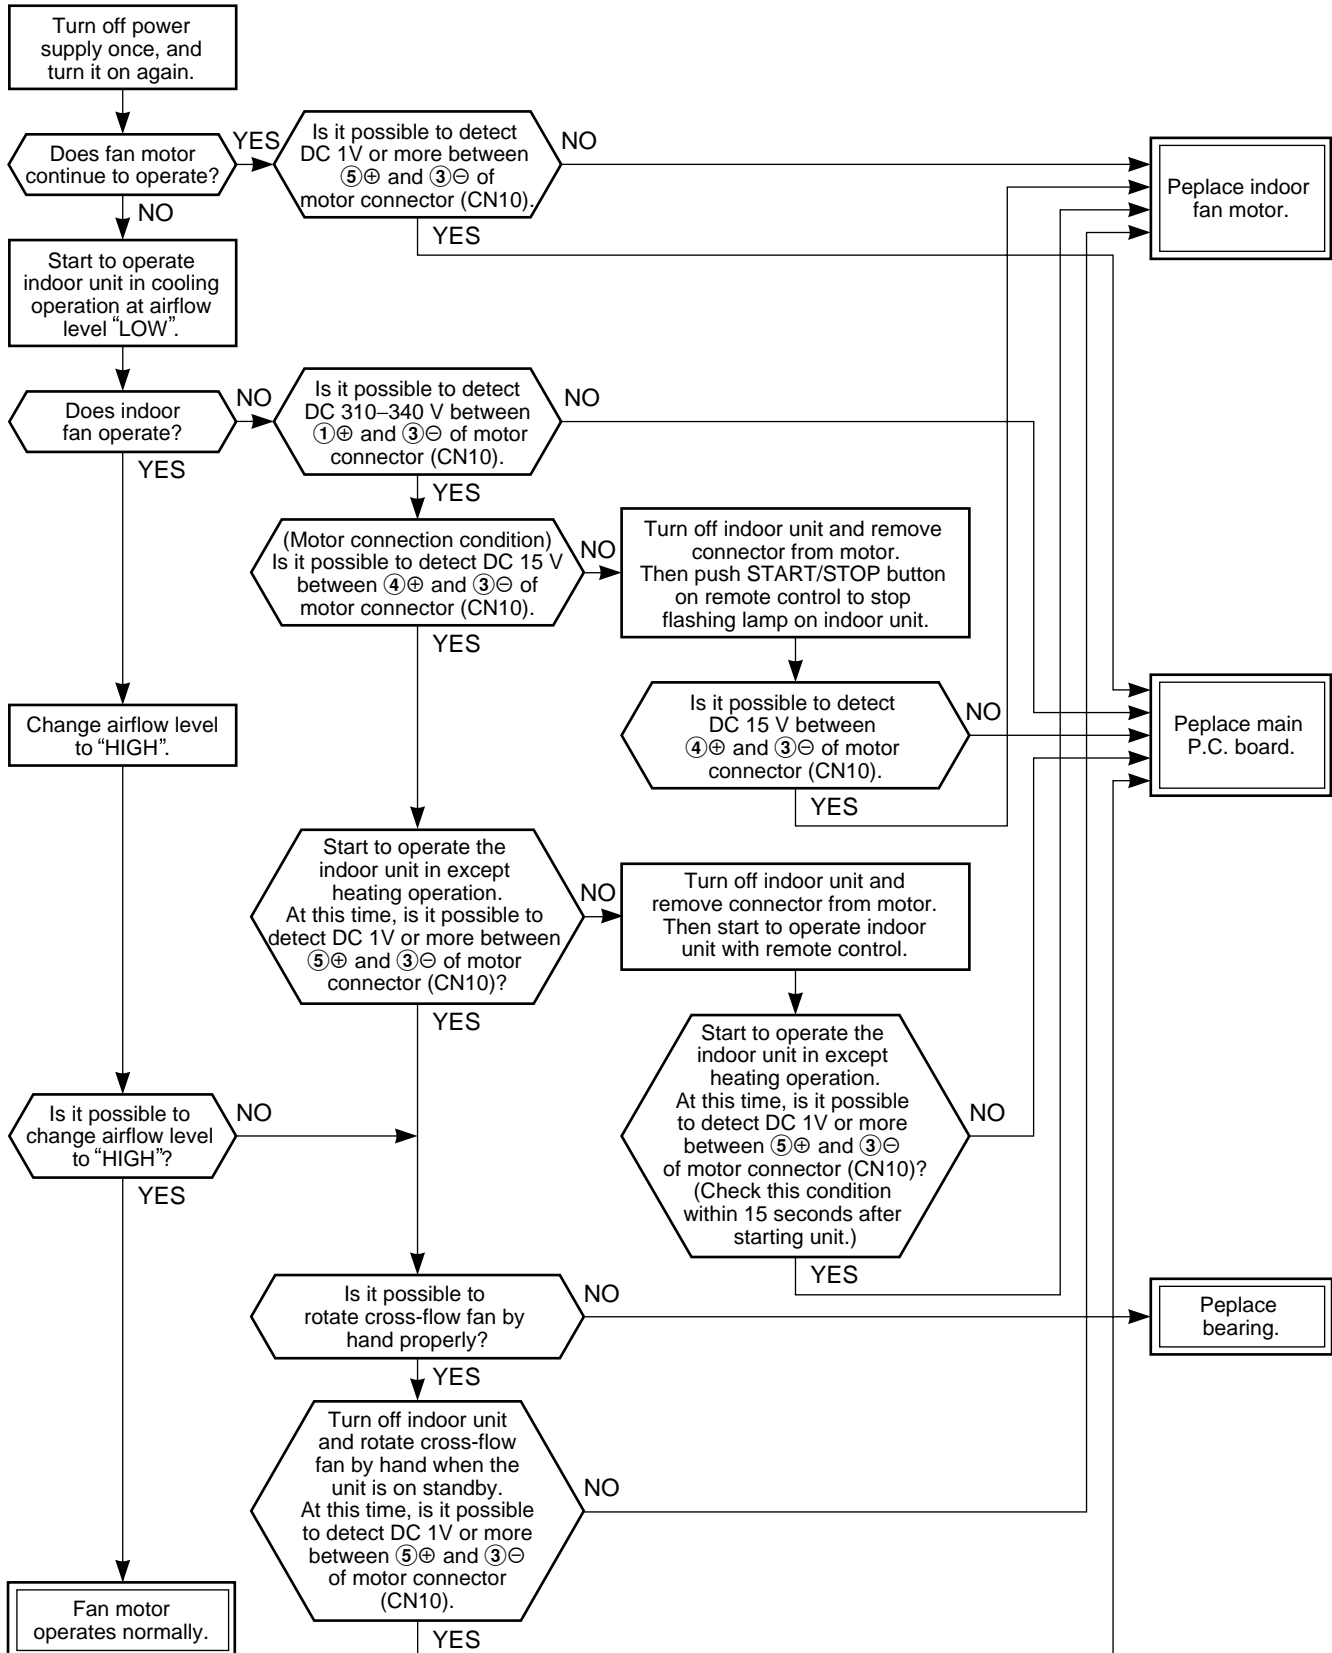 Turn off power
supply once, and
turn it on again.
Does fan motor
continue to operate?
YES
Is it possible to detect
DC 1V or more between
⑤⊕ and ③⊖ of
motor connector (CN10).
NO
Peplace indoor
fan motor.
NO
YES
Start to operate
indoor unit in cooling
operation at airflow
level “LOW”.
Does indoor
fan operate?
NO
Is it possible to detect
DC 310–340 V between
①⊕ and ③⊖ of motor
connector (CN10).
NO
YES
YES
(Motor connection condition)
Is it possible to detect DC 15 V
between ④⊕ and ③⊖ of
motor connector (CN10).
NO
Turn off indoor unit and remove
connector from motor.
Then push START/STOP button
on remote control to stop
flashing lamp on indoor unit.
YES
Is it possible to detect
DC 15 V between
④⊕ and ③⊖ of motor
connector (CN10).
NO
Peplace main
P.C. board.
YES
Change airflow level
to “HIGH”.
Start to operate the
indoor unit in except
heating operation.
At this time, is it possible to
detect DC 1V or more between
⑤⊕ and ③⊖ of motor
connector (CN10)?
NO
Turn off indoor unit and
remove connector from motor.
Then start to operate indoor
unit with remote control.
YES
Start to operate the
indoor unit in except
heating operation.
At this time, is it possible
to detect DC 1V or more
between ⑤⊕ and ③⊖
of motor connector (CN10)?
(Check this condition
within 15 seconds after
starting unit.)
NO
YES
Is it possible to
change airflow level
to “HIGH”?
NO
YES
Is it possible to
rotate cross-flow fan by
hand properly?
NO
Peplace
bearing.
YES
Turn off indoor unit
and rotate cross-flow
fan by hand when the
unit is on standby.
At this time, is it possible
to detect DC 1V or more
between ⑤⊕ and ③⊖
of motor connector
(CN10).
NO
YES
Fan motor
operates normally.